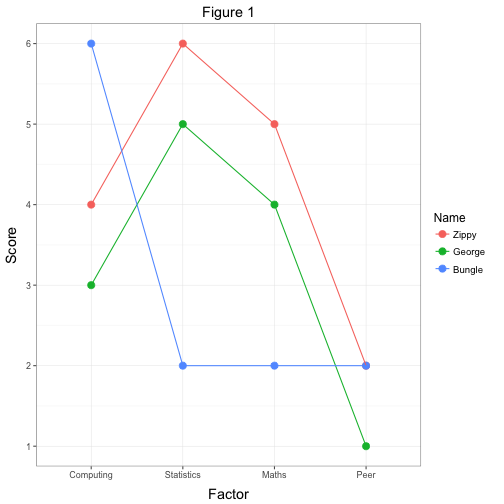 Figure 1
6
5
4
3
2
1
Score
Computing Statistics Maths Peer
Factor
Name
Zippy
George
Bungle